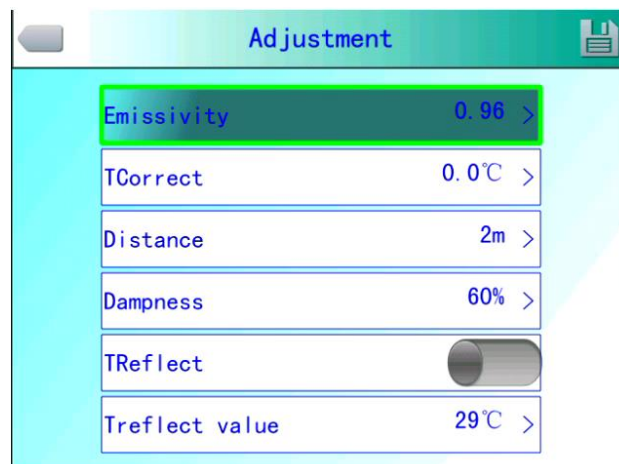 Adjustment
Emissivity 0.96 >
TCorrect 0.0℃ >
Distance 2m >
Dampness 60% >
TReflect
Treflect value 29℃ >